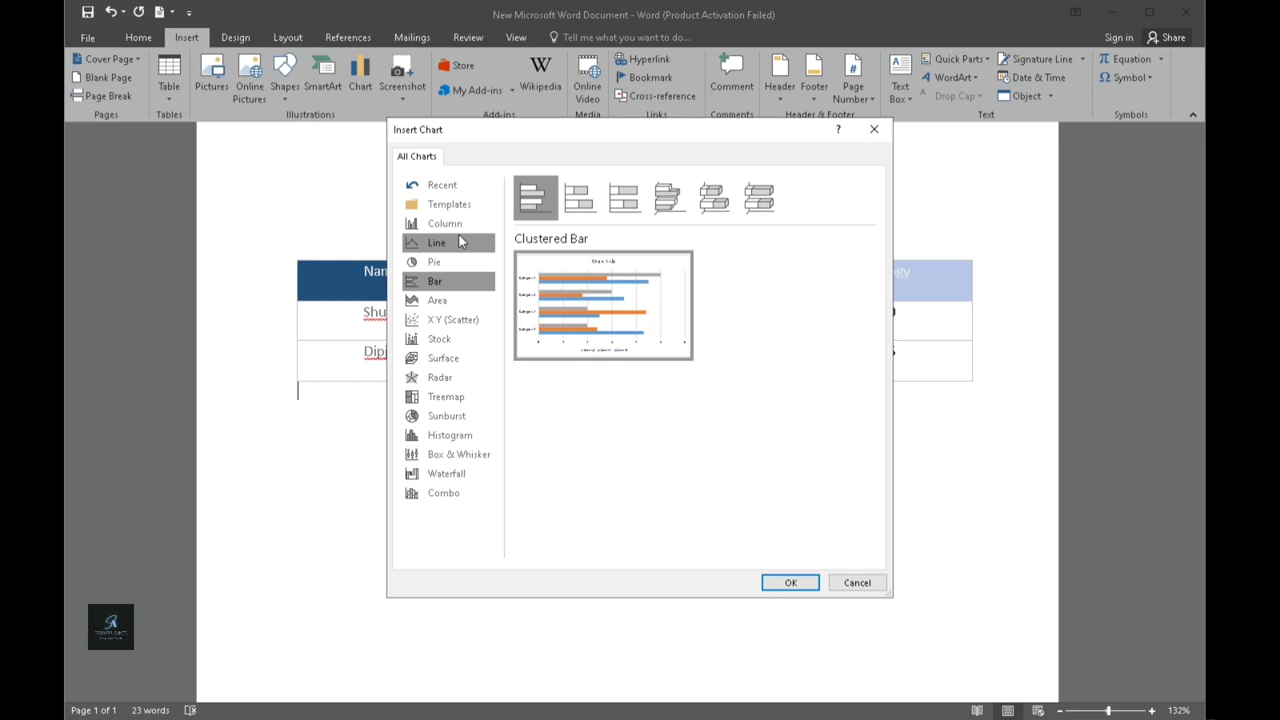 New Microsoft Word Document - Word (Product Activation Failed)
File Home Insert Design Layout References Mailings Review View Tell me what you want to do... Sign in Share
Cover Page
Blank Page
Page Break
Pages
Table
Tables
Pictures
Online Pictures
Shapes
SmartArt
Chart
Screenshot
Illustrations
Store
My Add-ins
Wikipedia
Add-ins
Online Video
Media
Hyperlink
Bookmark
Cross-reference
Links
Comment
Comments
Header
Footer
Page Number
Header & Footer
Text Box
Quick Parts
WordArt
Drop Cap
Signature Line
Date & Time
Object
Text
Equation
Symbol
Symbols
Insert Chart ?
All Charts
Recent
Templates
Column
Line
Pie
Bar
Area
X Y (Scatter)
Stock
Surface
Radar
Treemap
Sunburst
Histogram
Box & Whisker
Waterfall
Combo
Clustered Bar
OK Cancel
Page 1 of 1 23 words 132%